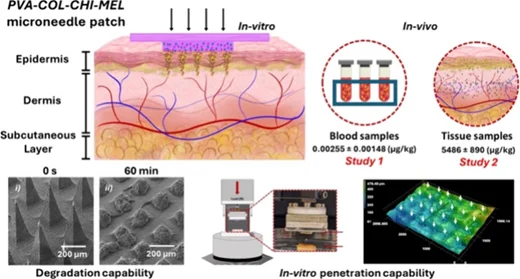 PVA-COL-CHI-MEL
microneedle patch
In-vitro
In-vivo
Epidermis
Dermis
Subcutaneous
Layer
Blood samples
0.00255 ± 0.00148 (µg/kg)
Study 1
Tissue samples
5486 ± 890 (µg/kg)
Study 2
0 s
60 min
i)
ii)
200 µm
200 µm
Degradation capability
In-vitro penetration capability